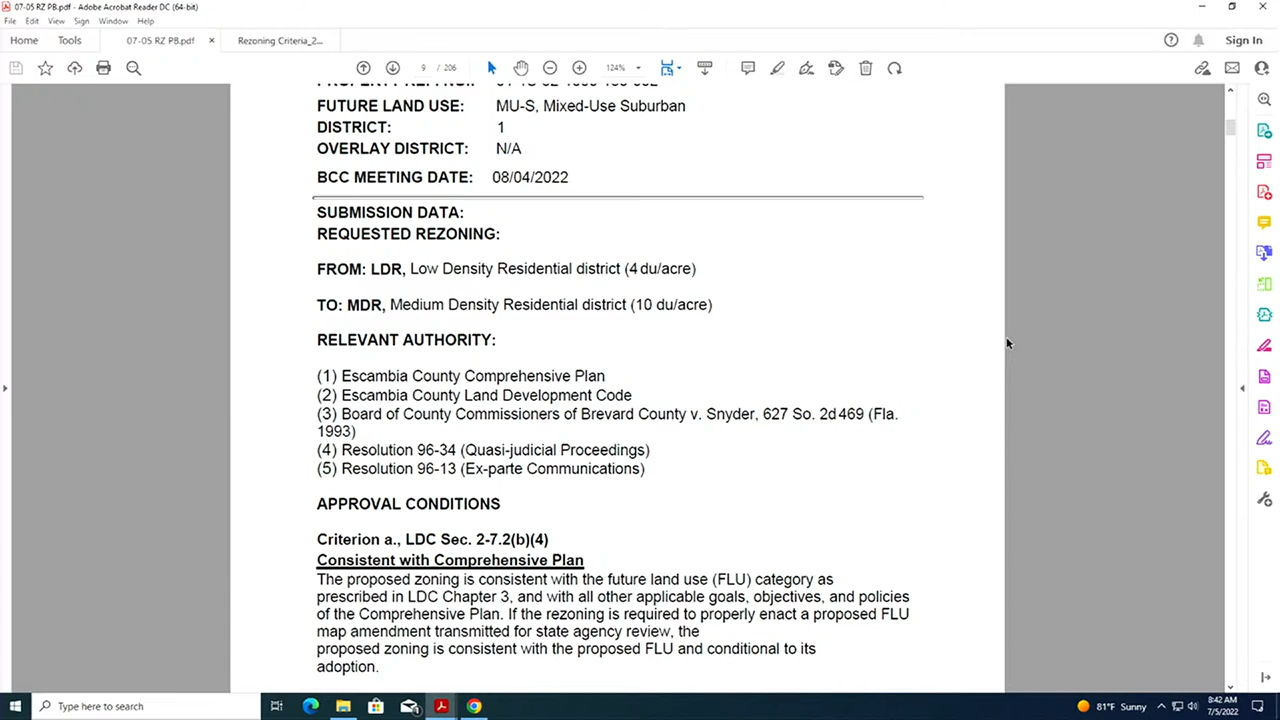 07-05 RZ PB.pdf - Adobe Acrobat Reader DC (64-bit)
File Edit View Sign Window Help
Home Tools 07-05 RZ PB.pdf × Rezoning Criteria_2... Sign In
9 / 206 124%
FUTURE LAND USE: MU-S, Mixed-Use Suburban
DISTRICT: 1
OVERLAY DISTRICT: N/A
BCC MEETING DATE: 08/04/2022
SUBMISSION DATA:
REQUESTED REZONING:
FROM: LDR, Low Density Residential district (4 du/acre)
TO: MDR, Medium Density Residential district (10 du/acre)
RELEVANT AUTHORITY:
(1) Escambia County Comprehensive Plan
(2) Escambia County Land Development Code
(3) Board of County Commissioners of Brevard County v. Snyder, 627 So. 2d 469 (Fla.
1993)
(4) Resolution 96-34 (Quasi-judicial Proceedings)
(5) Resolution 96-13 (Ex-parte Communications)
APPROVAL CONDITIONS
Criterion a., LDC Sec. 2-7.2(b)(4)
Consistent with Comprehensive Plan
The proposed zoning is consistent with the future land use (FLU) category as
prescribed in LDC Chapter 3, and with all other applicable goals, objectives, and policies
of the Comprehensive Plan. If the rezoning is required to properly enact a proposed FLU
map amendment transmitted for state agency review, the
proposed zoning is consistent with the proposed FLU and conditional to its
adoption.
Type here to search
81°F Sunny
8:42 AM
7/5/2022